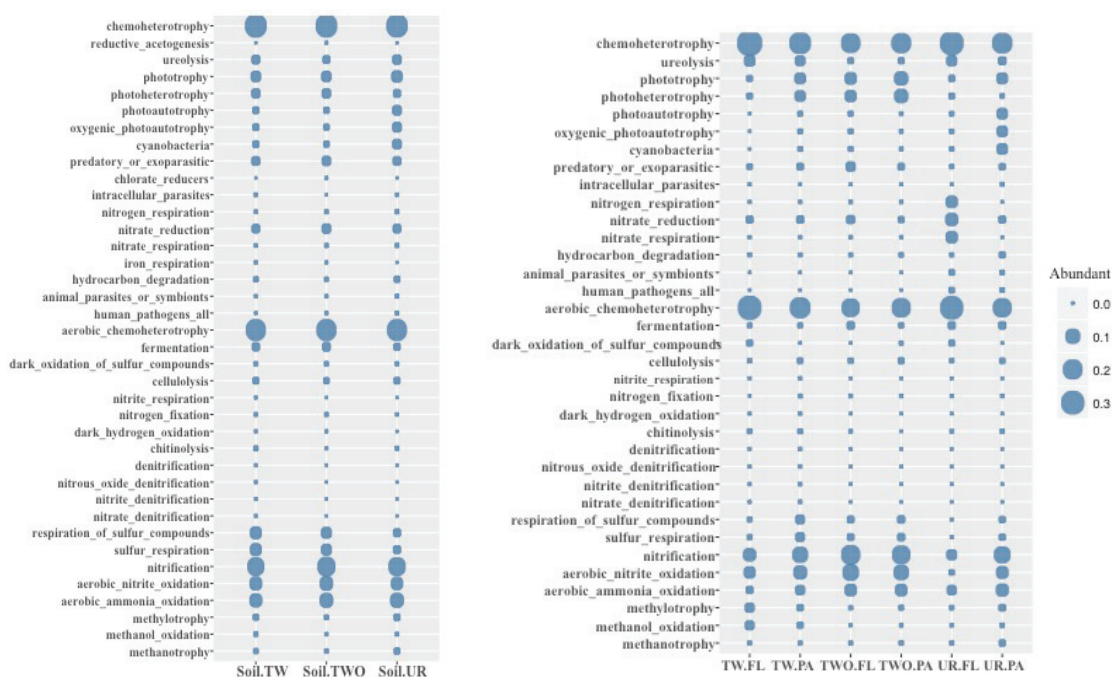 chemoheterotrophy
reductive_acetogenesis
ureolysis
phototrophy
photoheterotrophy
photoautotrophy
oxygenic_photoautotrophy
cyanobacteria
predatory_or_exoparasitic
chlorate_reducers
intracellular_parasites
nitrogen_respiration
nitrate_reduction
nitrate_respiration
iron_respiration
hydrocarbon_degradation
animal_parasites_or_symbionts
human_pathogens_all
aerobic_chemoheterotrophy
fermentation
dark_oxidation_of_sulfur_compounds
cellulolysis
nitrite_respiration
nitrogen_fixation
dark_hydrogen_oxidation
chitinolysis
denitrification
nitrous_oxide_denitrification
nitrite_denitrification
nitrate_denitrification
respiration_of_sulfur_compounds
sulfur_respiration
nitrification
aerobic_nitrite_oxidation
aerobic_ammonia_oxidation
methylotrophy
methanol_oxidation
methanotrophy
Soil.TW Soil.TWO Soil.UR
chemoheterotrophy
ureolysis
phototrophy
photoheterotrophy
photoautotrophy
oxygenic_photoautotrophy
cyanobacteria
predatory_or_exoparasitic
intracellular_parasites
nitrogen_respiration
nitrate_reduction
nitrate_respiration
hydrocarbon_degradation
animal_parasites_or_symbionts
human_pathogens_all
aerobic_chemoheterotrophy
fermentation
dark_oxidation_of_sulfur_compounds
cellulolysis
nitrite_respiration
nitrogen_fixation
dark_hydrogen_oxidation
chitinolysis
denitrification
nitrous_oxide_denitrification
nitrite_denitrification
nitrate_denitrification
respiration_of_sulfur_compounds
sulfur_respiration
nitrification
aerobic_nitrite_oxidation
aerobic_ammonia_oxidation
methylotrophy
methanol_oxidation
methanotrophy
TW.FL TW.PA TWO.FL TWO.PA UR.FL UR.PA
Abundant
0.0
0.1
0.2
0.3